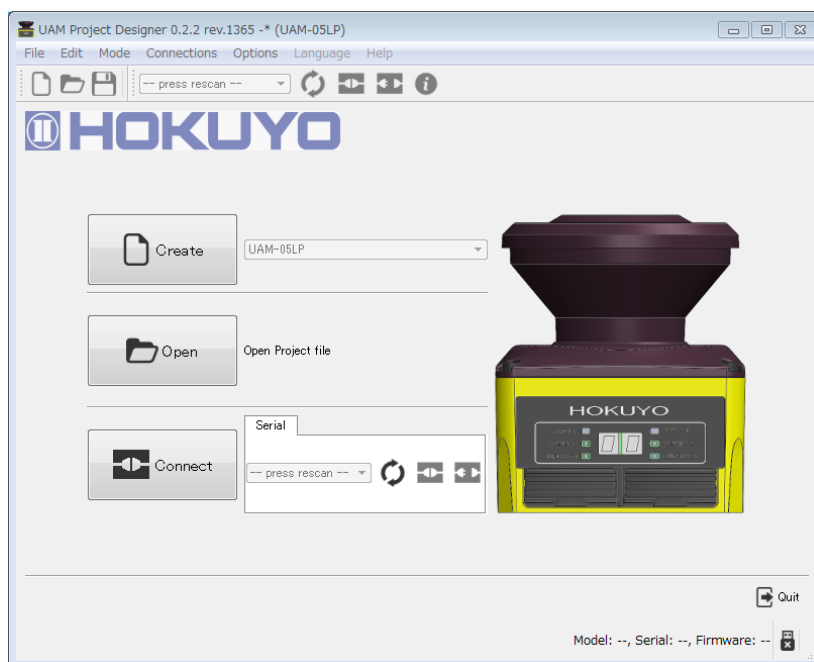 UAM Project Designer 0.2.2 rev.1365 -* (UAM-05LP)
File Edit Mode Connections Options Language Help
-- press rescan --
HOKUYO
Create
UAM-05LP
Open
Open Project file
HOKUYO
Serial
Connect
-- press rescan --
Quit
Model: --, Serial: --, Firmware: --